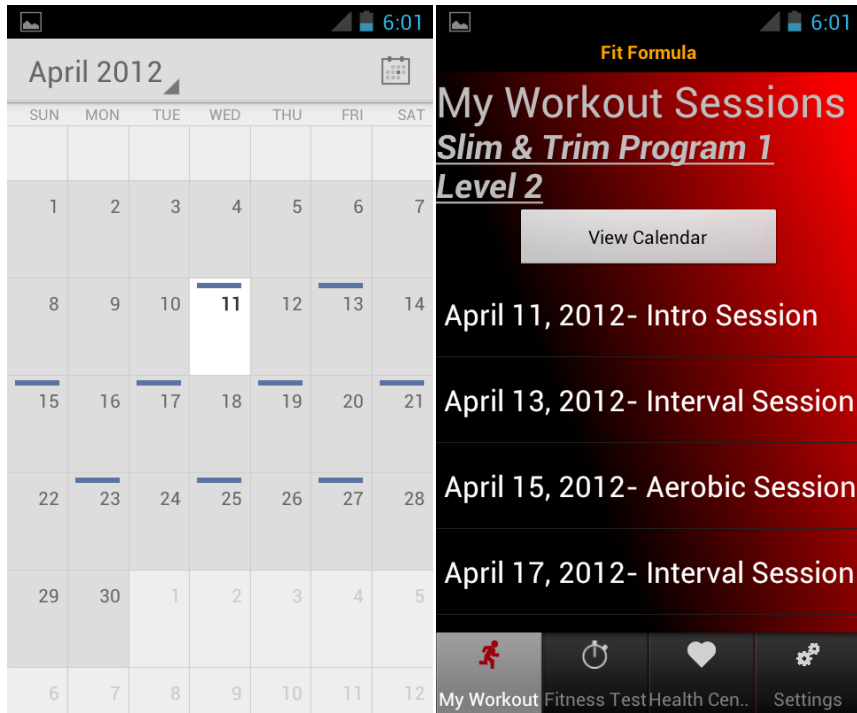 6:01
April 2012
SUN MON TUE WED THU FRI SAT
1 2 3 4 5 6 7
8 9 10 11 12 13 14
15 16 17 18 19 20 21
22 23 24 25 26 27 28
29 30 1 2 3 4 5
6 7 8 9 10 11 12
6:01
Fit Formula
My Workout Sessions
Slim & Trim Program 1
Level 2
View Calendar
April 11, 2012- Intro Session
April 13, 2012- Interval Session
April 15, 2012- Aerobic Session
April 17, 2012- Interval Session
My Workout Fitness Test Health Cen.. Settings